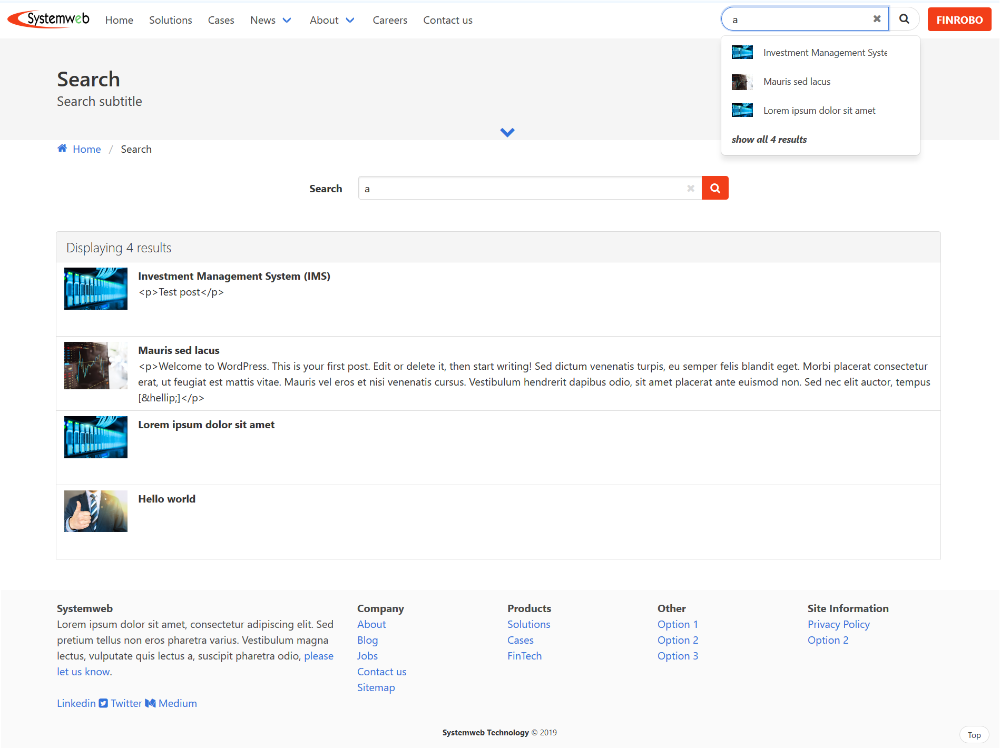 Systemweb
Home
Solutions
Cases
News
About
Careers
Contact us
a
FINROBO
Investment Management Syste
Mauris sed lacus
Lorem ipsum dolor sit amet
show all 4 results
Search
Search subtitle
Home / Search
Search
a
Displaying 4 results
Investment Management System (IMS)
<p>Test post</p>
Mauris sed lacus
<p>Welcome to WordPress. This is your first post. Edit or delete it, then start writing! Sed dictum venenatis turpis, eu semper felis blandit eget. Morbi placerat consectetur
erat, ut feugiat est mattis vitae. Mauris vel eros et nisi venenatis cursus. Vestibulum hendrerit dapibus odio, sit amet placerat ante euismod non. Sed nec elit auctor, tempus
[&hellip;]</p>
Lorem ipsum dolor sit amet
Hello world
Systemweb
Lorem ipsum dolor sit amet, consectetur adipiscing elit. Sed
pretium tellus non eros pharetra varius. Vestibulum magna
lectus, vulputate quis lectus a, suscipit pharetra odio, please
let us know.
Linkedin Twitter Medium
Company
About
Blog
Jobs
Contact us
Sitemap
Products
Solutions
Cases
FinTech
Other
Option 1
Option 2
Option 3
Site Information
Privacy Policy
Option 2
Systemweb Technology © 2019
Top